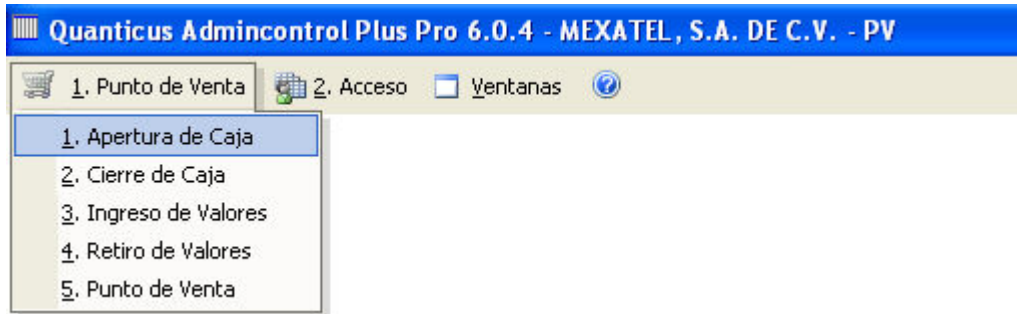 Quanticus Admincontrol Plus Pro 6.0.4 - MEXATEL, S.A. DE C.V. - PV
1. Punto de Venta 2. Acceso Ventanas ?
1. Apertura de Caja
2. Cierre de Caja
3. Ingreso de Valores
4. Retiro de Valores
5. Punto de Venta